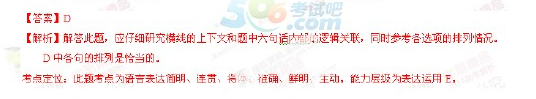 【答案】D
【解析】解答此题，应仔细研究横线的上下文和题中六句话内部的逻辑关联，同时参考各选项的排列情况。
D 中各句的排列是恰当的。
考点定位：此题考点为语言表达简明、连贯、得体、准确、鲜明、生动，能力层级为表达运用 E。
考试吧